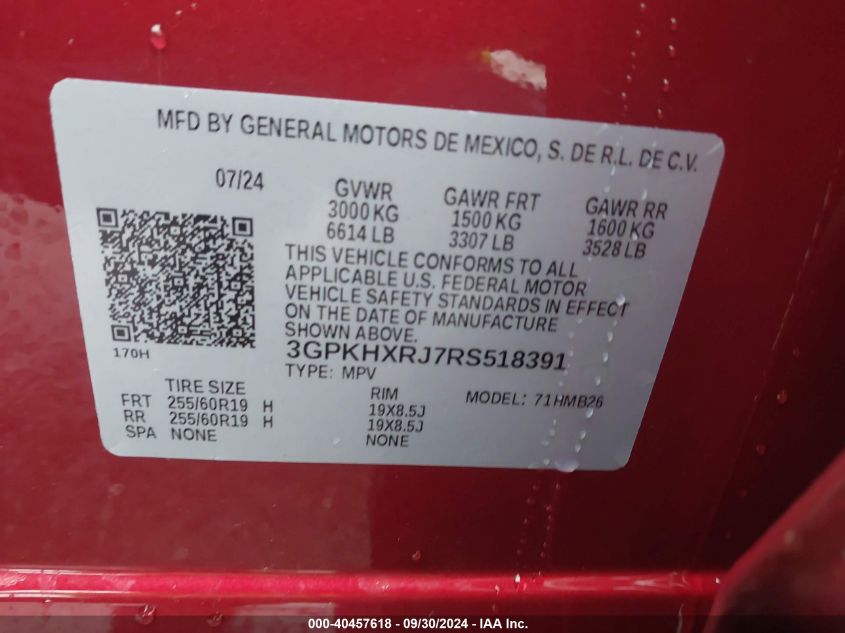 MFD BY GENERAL MOTORS DE MEXICO, S. DE R.L. DE C.V.
07/24
GVWR
3000 KG
6614 LB
GAWR FRT
1500 KG
3307 LB
GAWR RR
1600 KG
3528 LB
THIS VEHICLE CONFORMS TO ALL
APPLICABLE U.S. FEDERAL MOTOR
VEHICLE SAFETY STANDARDS IN EFFECT
ON THE DATE OF MANUFACTURE
SHOWN ABOVE.
170H
3GPKHXRJ7RS518391
TYPE: MPV
TIRE SIZE
FRT 255/60R19 H
RR 255/60R19 H
SPA NONE
RIM
19X8.5J
19X8.5J
NONE
MODEL: 71HMB26
000-40457618 - 09/30/2024 - IAA Inc.